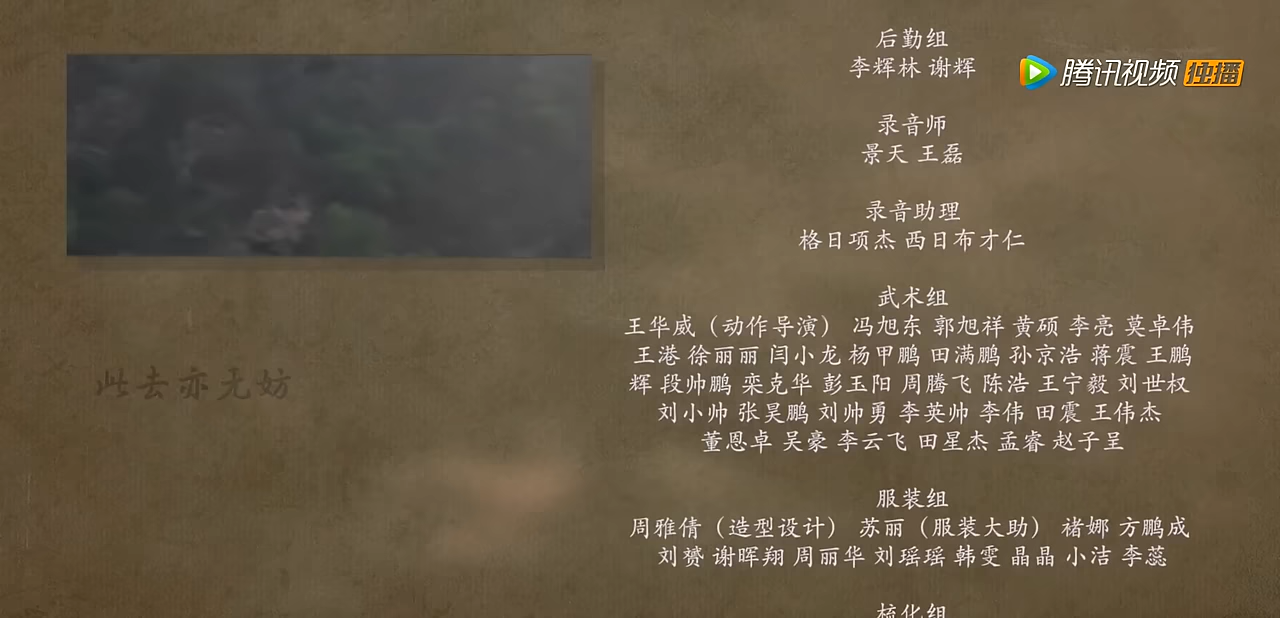 后勤组
李辉林 谢辉
腾讯视频 独播
录音师
景天 王磊
录音助理
格日项杰 西日布才仁
武术组
王华威（动作导演） 冯旭东 郭旭祥 黄硕 李亮 莫卓伟
王港 徐丽丽 闫小龙 杨甲鹏 田满鹏 孙京浩 蒋震 王鹏
辉 段帅鹏 栾克华 彭玉阳 周腾飞 陈浩 王宁毅 刘世权
刘小帅 张昊鹏 刘帅勇 李英帅 李伟 田震 王伟杰
董恩卓 吴豪 李云飞 田星杰 孟睿 赵子呈
此去亦无妨
服装组
周雅倩（造型设计） 苏丽（服装大助） 褚娜 方鹏成
刘赟 谢晖翔 周丽华 刘瑶瑶 韩雯 晶晶 小洁 李蕊
梳化组